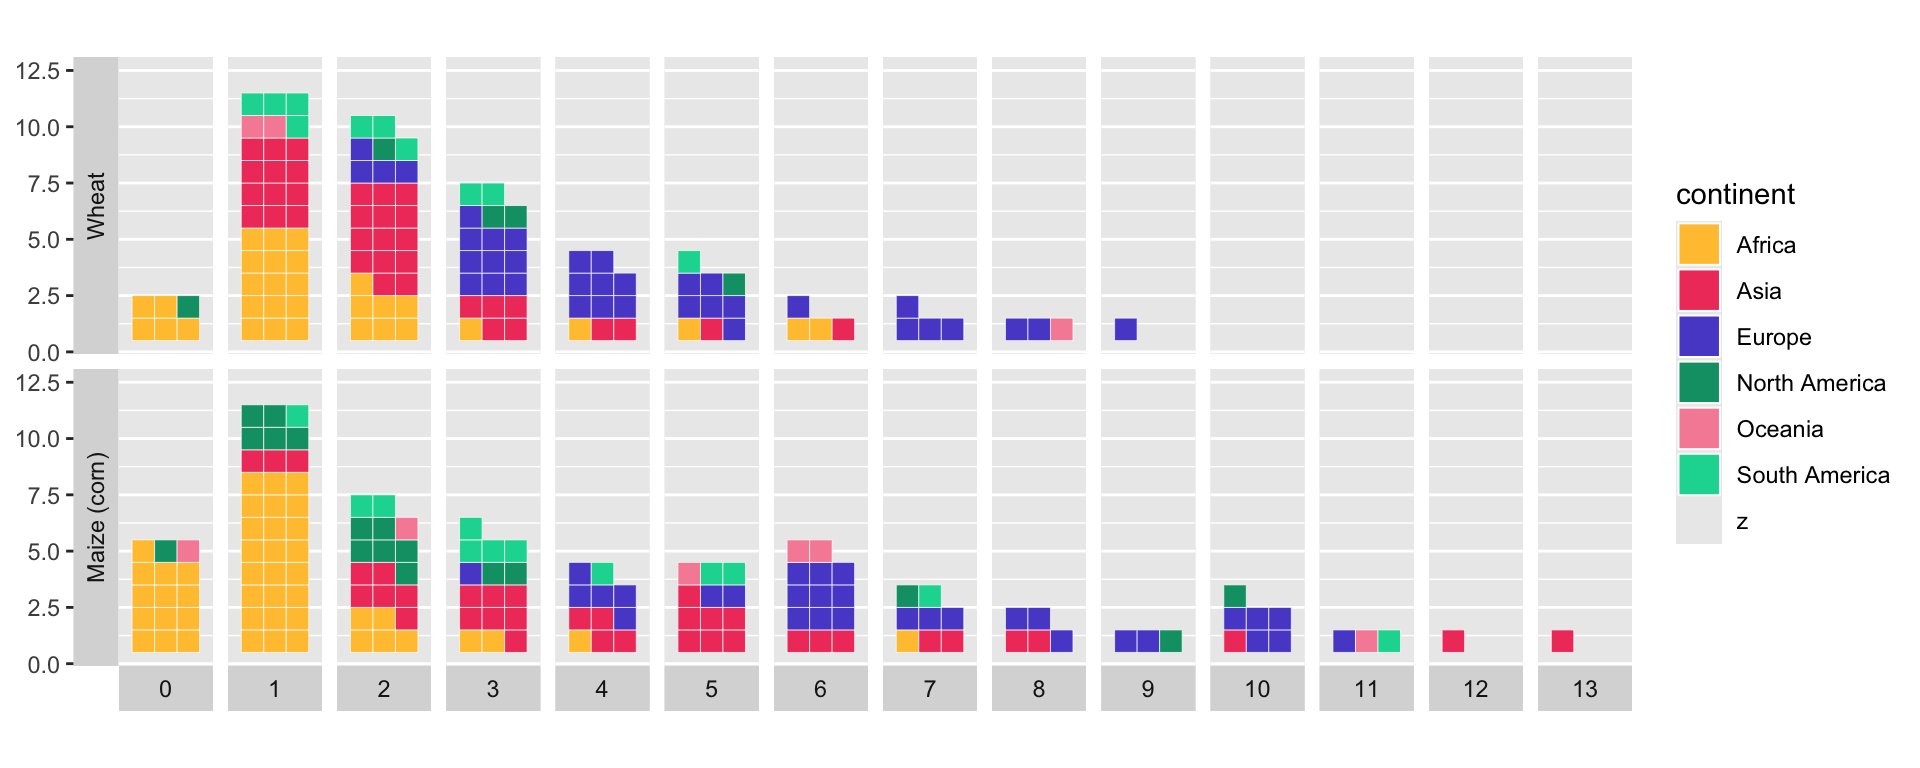 12.5
10.0
7.5
5.0
2.5
0.0
Wheat
12.5
10.0
7.5
5.0
2.5
0.0
Maize (corn)
0 1 2 3 4 5 6 7 8 9 10 11 12 13
continent
Africa
Asia
Europe
North America
Oceania
South America
z